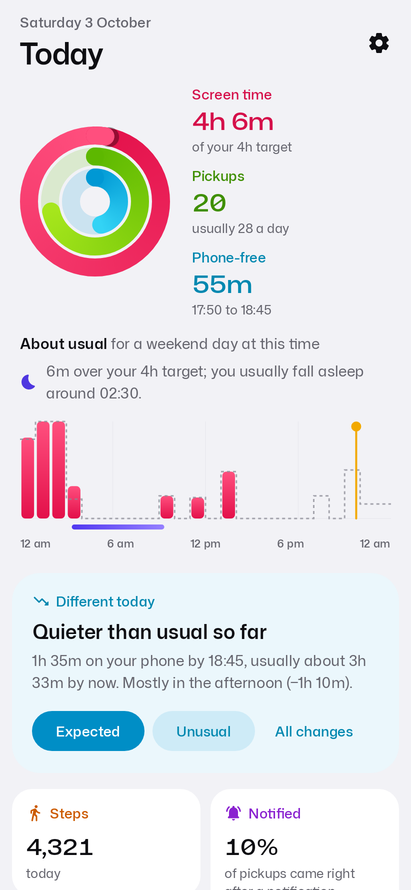 Saturday 3 October
Today
Screen time
4h 6m
of your 4h target
Pickups
20
usually 28 a day
Phone-free
55m
17:50 to 18:45
About usual for a weekend day at this time
6m over your 4h target; you usually fall asleep
around 02:30.
12 am 6 am 12 pm 6 pm 12 am
Different today
Quieter than usual so far
1h 35m on your phone by 18:45, usually about 3h
33m by now. Mostly in the afternoon (−1h 10m).
Expected Unusual All changes
Steps
4,321
today
Notified
10%
of pickups came right
after a notification